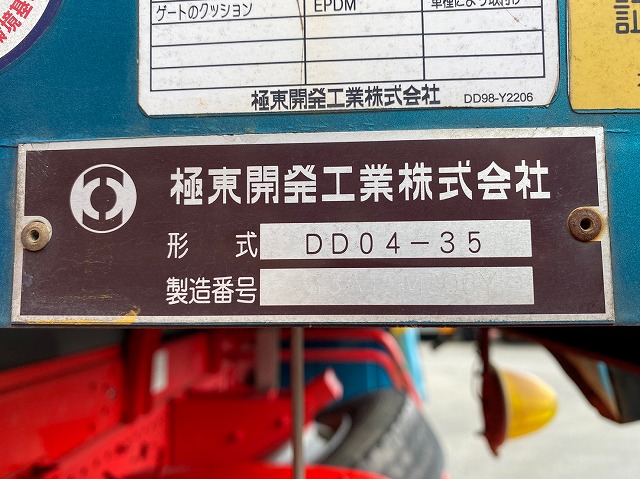 ゲートのクッション EPDM
極東開発工業株式会社 DD98-Y2206
極東開発工業株式会社
形 式 DD04-35
製造番号